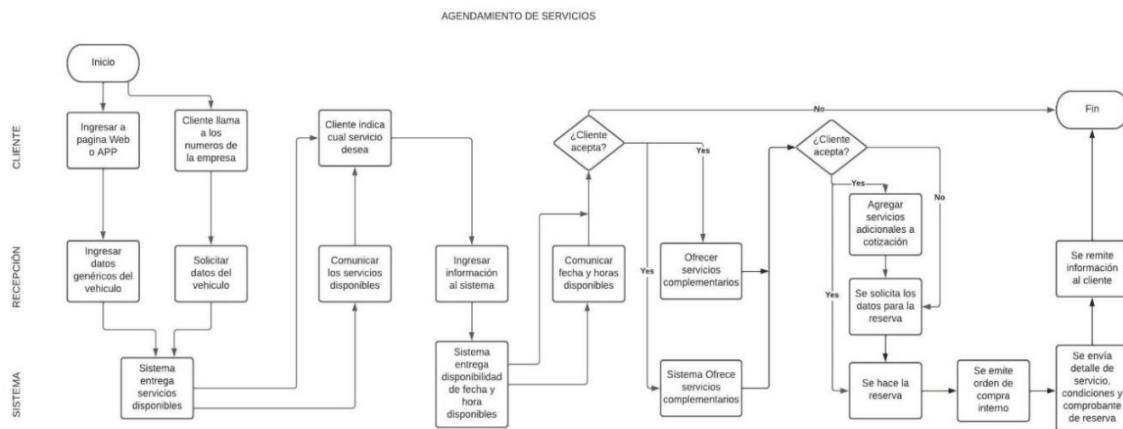 AGENDAMIENTO DE SERVICIOS
CLIENTE
RECEPCIÓN
SISTEMA
Inicio
Ingresar a
pagina Web
o APP
Cliente llama
a los
numeros de
la empresa
Ingresar
datos
genéricos del
vehiculo
Solicitar
datos del
vehiculo
Sistema
entrega
servicios
disponibles
Cliente indica
cual servicio
desea
Comunicar
los servicios
disponibles
Ingresar
información
al sistema
Sistema
entrega
disponibilidad
de fecha y
hora
disponibles
Comunicar
fecha y horas
disponibles
¿Cliente
acepta?
No
Yes
Yes
Ofrecer
servicios
complementarios
Sistema Ofrece
servicios
complementarios
¿Cliente
acepta?
Yes
No
Yes
Agregar
servicios
adicionales a
cotización
Se solicita los
datos para la
reserva
Se hace la
reserva
Se emite
orden de
compra
interno
Se envía
detalle de
servicio,
condiciones y
comprobante
de reserva
Se remite
información
al cliente
Fin